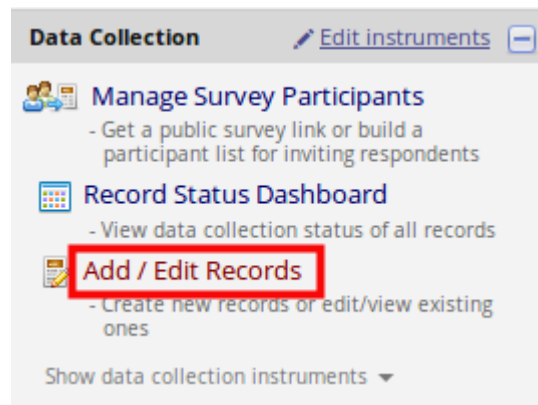 Data Collection Edit instruments
Manage Survey Participants
- Get a public survey link or build a
participant list for inviting respondents
Record Status Dashboard
- View data collection status of all records
Add / Edit Records
- Create new records or edit/view existing
ones
Show data collection instruments